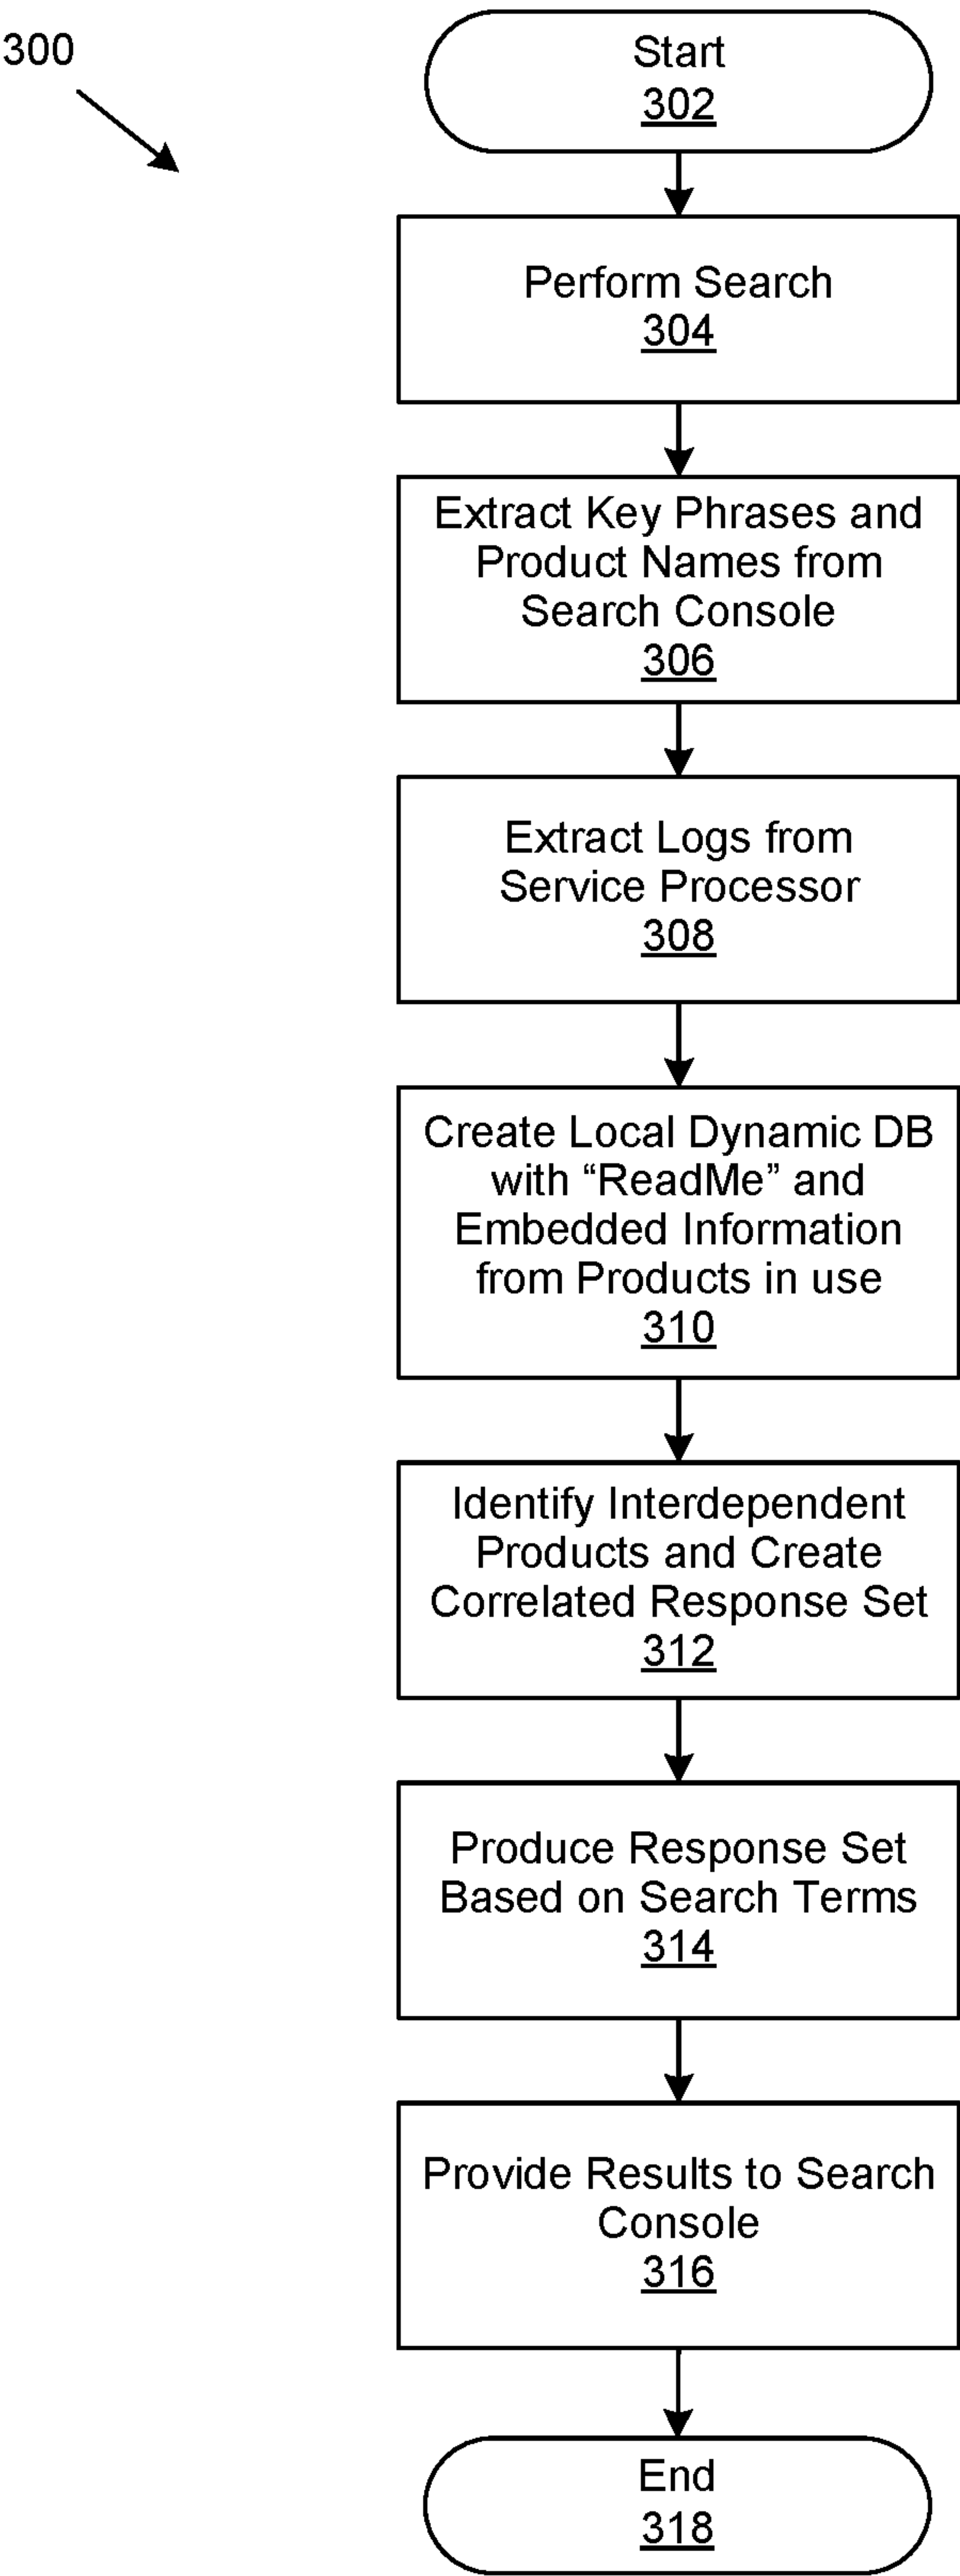 300
Start
302
Perform Search
304
Extract Key Phrases and
Product Names from
Search Console
306
Extract Logs from
Service Processor
308
Create Local Dynamic DB
with “ReadMe” and
Embedded Information
from Products in use
310
Identify Interdependent
Products and Create
Correlated Response Set
312
Produce Response Set
Based on Search Terms
314
Provide Results to Search
Console
316
End
318